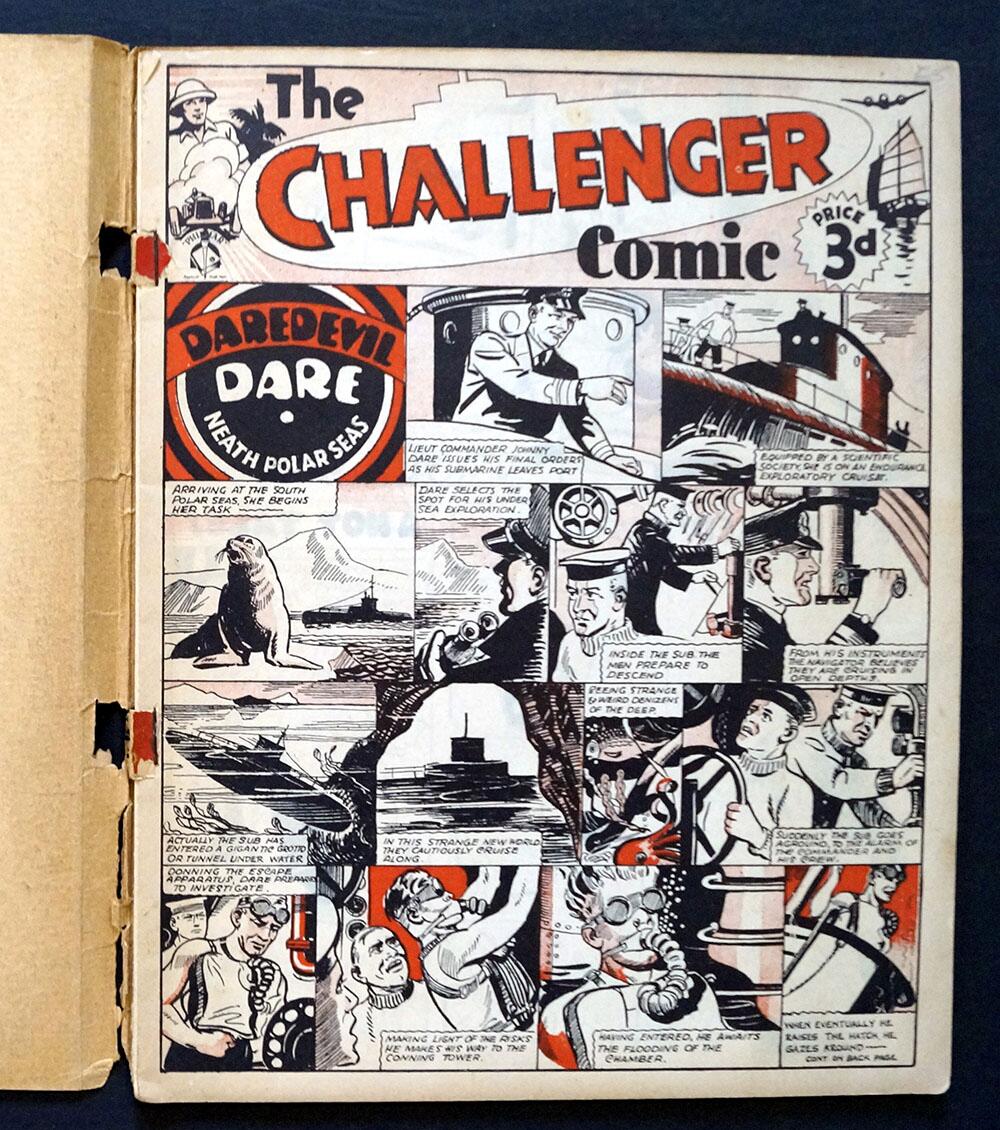 The
CHALLENGER
Comic
PRICE
3d
"PHILMAR"
DAREDEVIL
DARE
NEATH POLAR SEAS
LIEUT COMMANDER JOHNNY
DARE ISSUES HIS FINAL ORDERS
AS HIS SUBMARINE LEAVES PORT
EQUIPPED BY A SCIENTIFIC
SOCIETY, SHE IS ON AN ENDURANCE
EXPLORATORY CRUISE.
ARRIVING AT THE SOUTH
POLAR SEAS, SHE BEGINS
HER TASK
DARE SELECTS THE
SPOT FOR HIS UNDER
SEA EXPLORATION.
INSIDE THE SUB. THE
MEN PREPARE TO
DESCEND
FROM HIS INSTRUMENTS
THE NAVIGATOR BELIEVES
THEY ARE CRUISING IN
OPEN DEPTHS.
ACTUALLY THE SUB HAS
ENTERED A GIGANTIC GROTTO
OR TUNNEL UNDER WATER
IN THIS STRANGE NEW WORLD
THEY CAUTIOUSLY CRUISE
ALONG.
SEEING STRANGE
& WEIRD DENIZENS
OF THE DEEP.
SUDDENLY THE SUB GOES
AGROUND, TO THE ALARM OF
THE COMMANDER AND
HIS CREW.
DONNING THE ESCAPE
APPARATUS, DARE PREPARES
TO INVESTIGATE.
MAKING LIGHT OF THE RISKS
HE MAKES HIS WAY TO THE
CONNING TOWER.
HAVING ENTERED, HE AWAITS
THE FLOODING OF THE
CHAMBER.
WHEN EVENTUALLY HE
RAISES THE HATCH, HE
GAZES AROUND
CONT. ON BACK PAGE